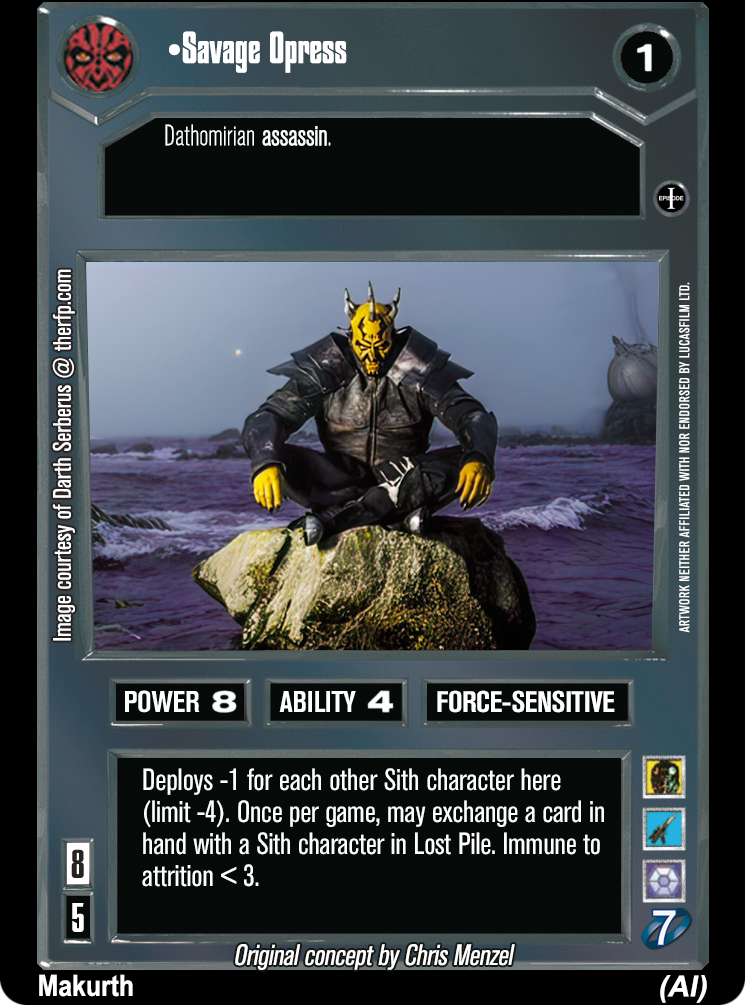 •Savage Opress
1
Dathomirian assassin.
EPISODE I
Image courtesy of Darth Serberus @ therfp.com
ARTWORK NEITHER AFFILIATED WITH NOR ENDORSED BY LUCASFILM LTD.
POWER 8
ABILITY 4
FORCE-SENSITIVE
Deploys -1 for each other Sith character here
(limit -4). Once per game, may exchange a card in
hand with a Sith character in Lost Pile. Immune to
attrition < 3.
8
5
7
Original concept by Chris Menzel
Makurth
(AI)